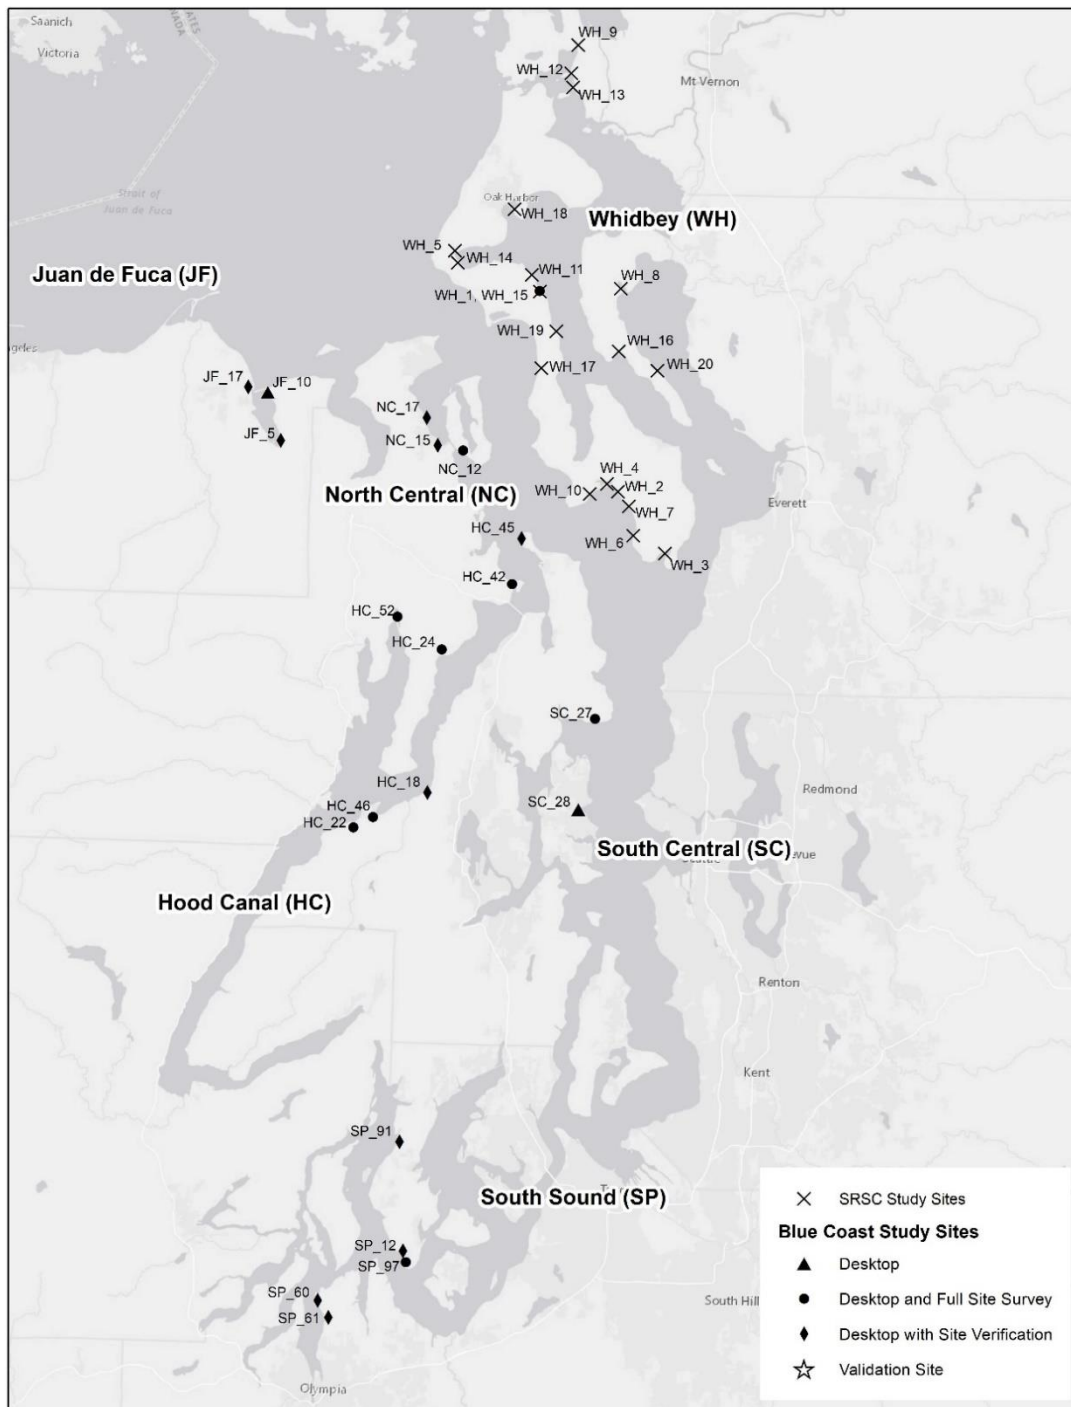 Saanich
Victoria
STATES
WH_9
WH_12
WH_13
Mt Vernon
Strait of
Juan de Fuca
Oak Harbor
WH_18
Whidbey (WH)
WH_5
WH_14
WH_11
Juan de Fuca (JF)
WH_8
WH_1, WH_15
WH_19
WH_16
WH_20
WH_17
JF_17
JF_10
JF_5
NC_17
NC_15
NC_12
North Central (NC)
WH_4
WH_2
WH_10
WH_7
WH_6
WH_3
Everett
HC_45
HC_42
HC_52
HC_24
SC_27
HC_18
HC_46
HC_22
SC_28
Redmond
South Central (SC)
Hood Canal (HC)
Renton
Kent
SP_91
South Sound (SP)
SP_12
SP_97
SP_60
SP_61
Olympia
South Hill
SRSC Study Sites
Blue Coast Study Sites
Desktop
Desktop and Full Site Survey
Desktop with Site Verification
Validation Site